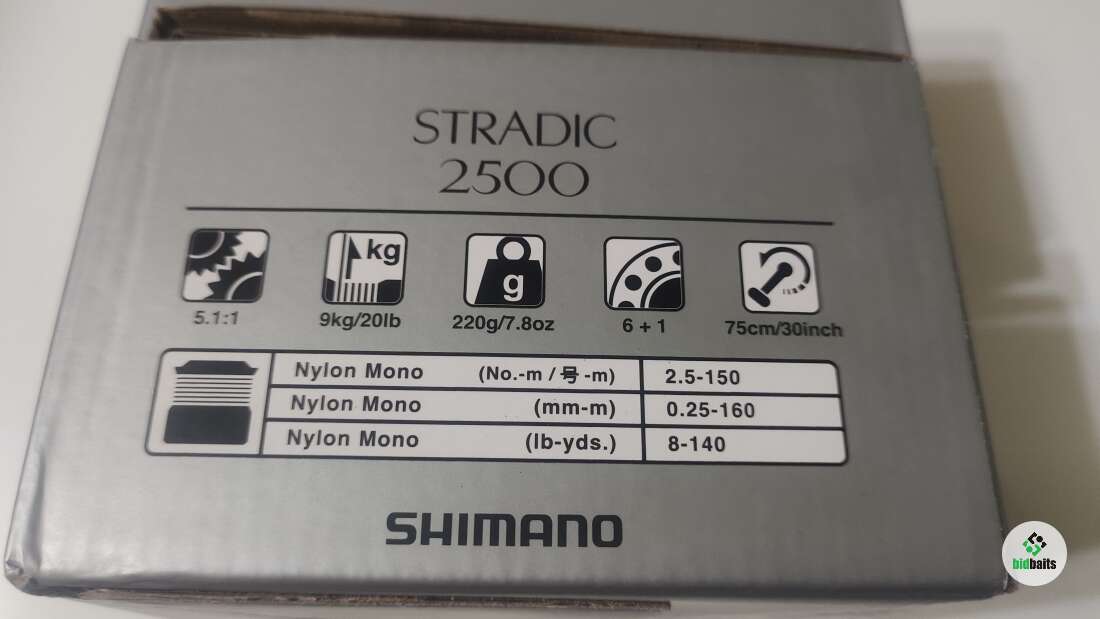 STRADIC
2500
kg
g
5.1:1
9kg/20lb
220g/7.8oz
6 + 1
75cm/30inch
Nylon Mono (No.-m / 号 -m) 2.5-150
Nylon Mono (mm-m) 0.25-160
Nylon Mono (lb-yds.) 8-140
SHIMANO
bidbaits